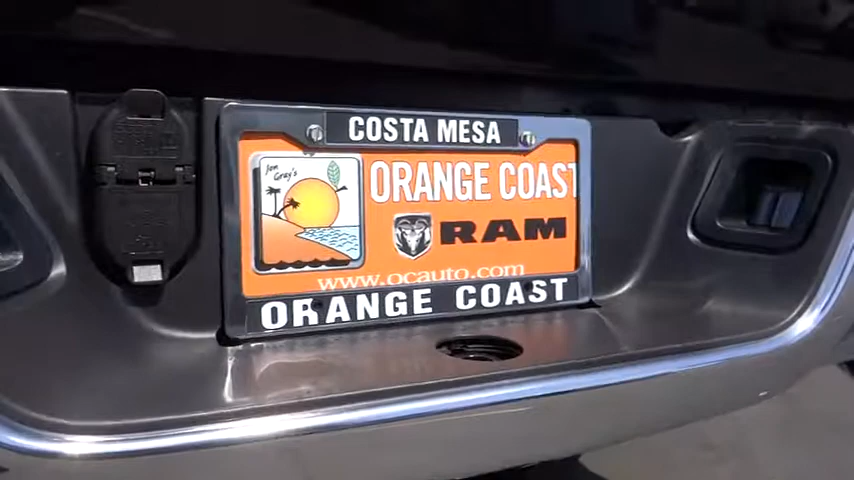 COSTA MESA
Jon Gray's
ORANGE COAST
RAM
www.ocauto.com
ORANGE COAST